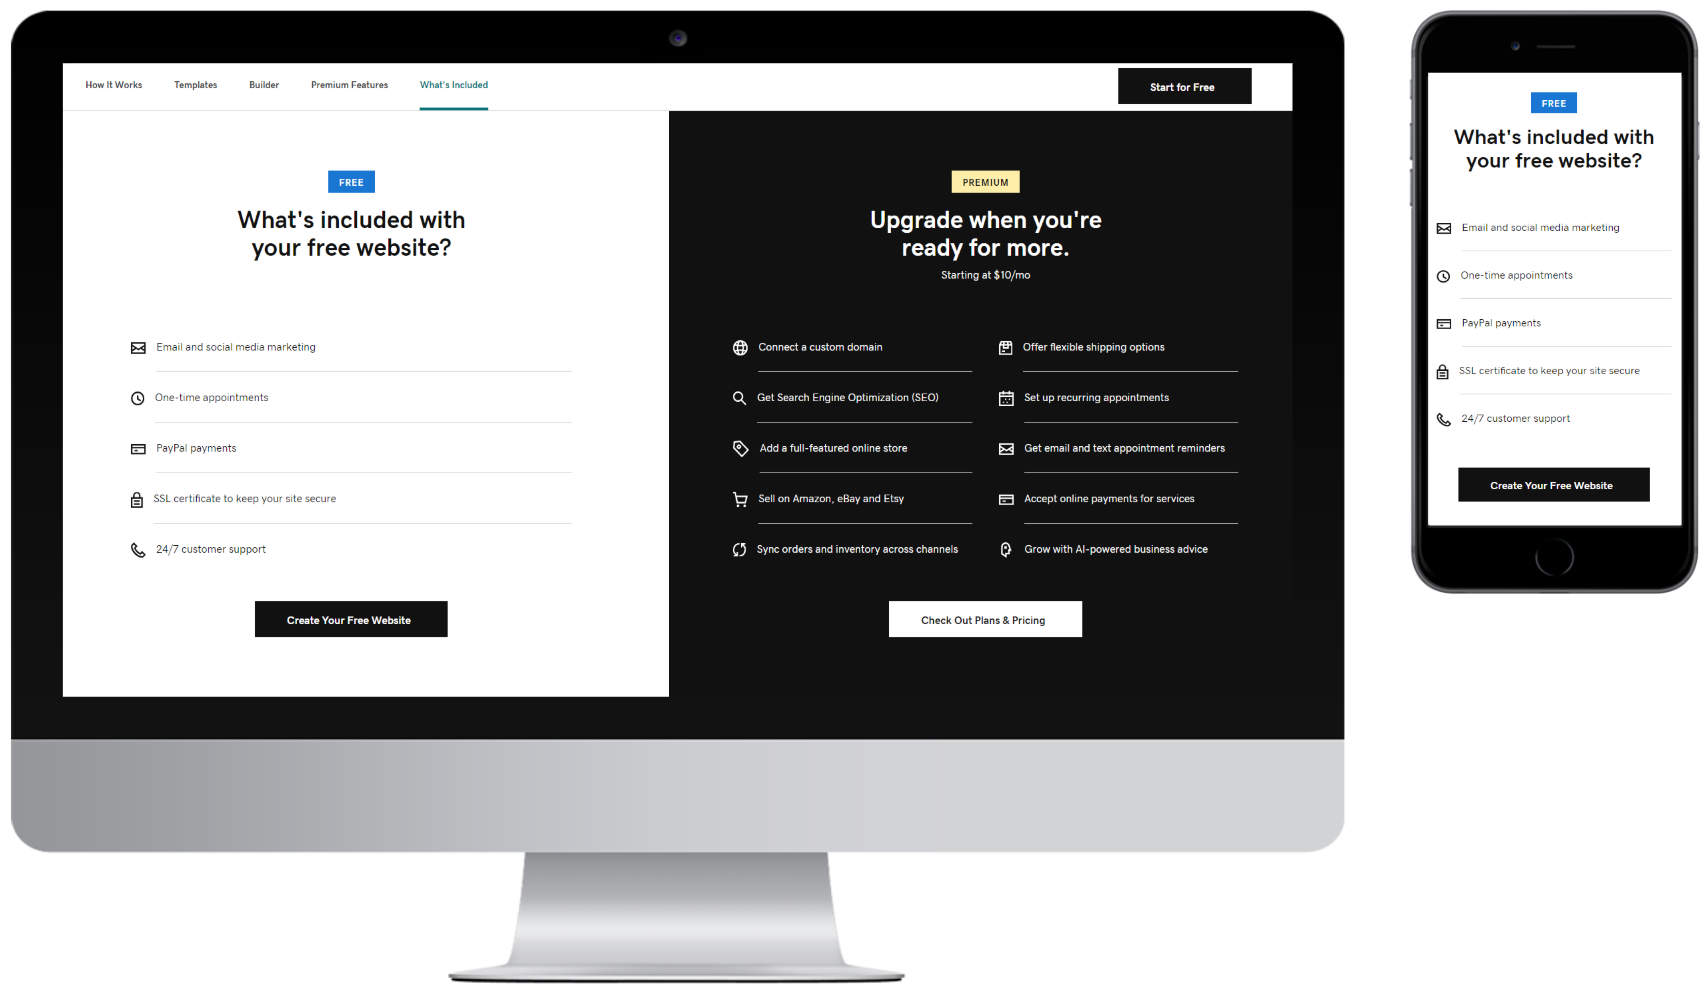 How It Works
Templates
Builder
Premium Features
What's Included
Start for Free
FREE
What's included with
your free website?
Email and social media marketing
One-time appointments
PayPal payments
SSL certificate to keep your site secure
24/7 customer support
Create Your Free Website
PREMIUM
Upgrade when you're
ready for more.
Starting at $10/mo
Connect a custom domain
Get Search Engine Optimization (SEO)
Add a full-featured online store
Sell on Amazon, eBay and Etsy
Sync orders and inventory across channels
Offer flexible shipping options
Set up recurring appointments
Get email and text appointment reminders
Accept online payments for services
Grow with AI-powered business advice
Check Out Plans & Pricing
FREE
What's included with
your free website?
Email and social media marketing
One-time appointments
PayPal payments
SSL certificate to keep your site secure
24/7 customer support
Create Your Free Website